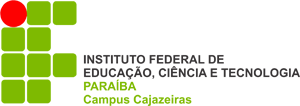 INSTITUTO FEDERAL DE
EDUCAÇÃO, CIÊNCIA E TECNOLOGIA
PARAÍBA
Campus Cajazeiras